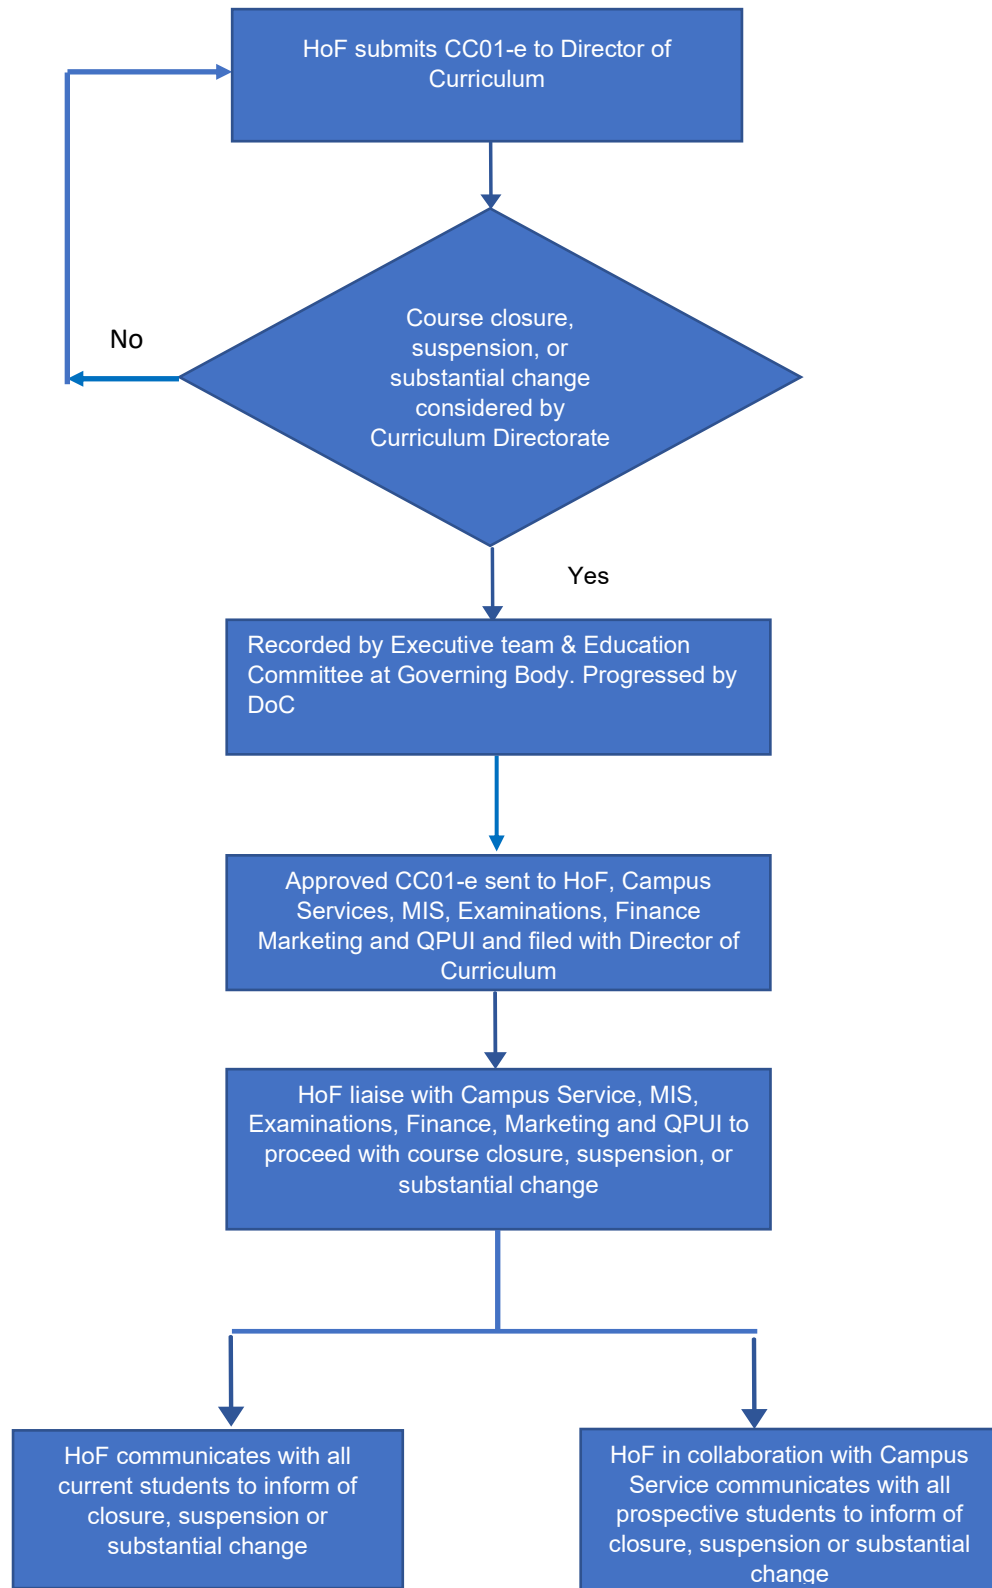 HoF submits CC01-e to Director of
Curriculum
Course closure,
suspension, or
substantial change
considered by
Curriculum Directorate
No
Yes
Recorded by Executive team & Education
Committee at Governing Body. Progressed by
DoC
Approved CC01-e sent to HoF, Campus
Services, MIS, Examinations, Finance
Marketing and QPUI and filed with Director of
Curriculum
HoF liaise with Campus Service, MIS,
Examinations, Finance, Marketing and QPUI to
proceed with course closure, suspension, or
substantial change
HoF communicates with all
current students to inform of
closure, suspension or
substantial change
HoF in collaboration with Campus
Service communicates with all
prospective students to inform of
closure, suspension or substantial
change